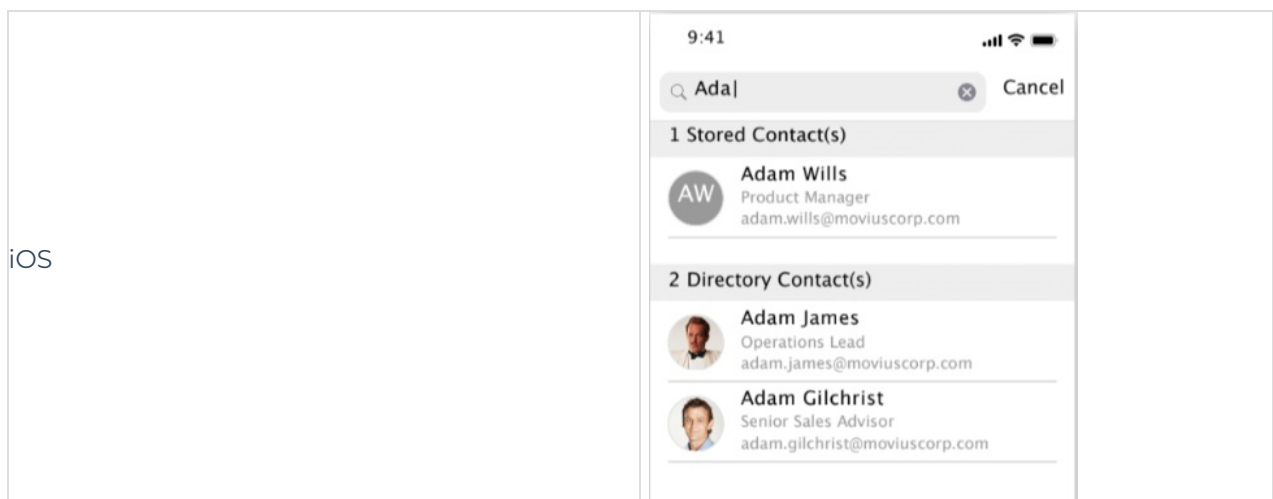 iOS
9:41
Ada
Cancel
1 Stored Contact(s)
AW
Adam Wills
Product Manager
adam.wills@moviuscorp.com
2 Directory Contact(s)
Adam James
Operations Lead
adam.james@moviuscorp.com
Adam Gilchrist
Senior Sales Advisor
adam.gilchrist@moviuscorp.com